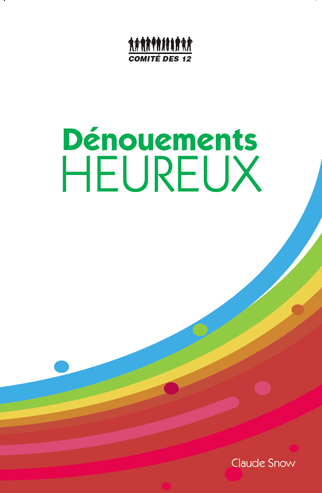 COMITÉ DES 12
Dénouements
HEUREUX
Claude Snow